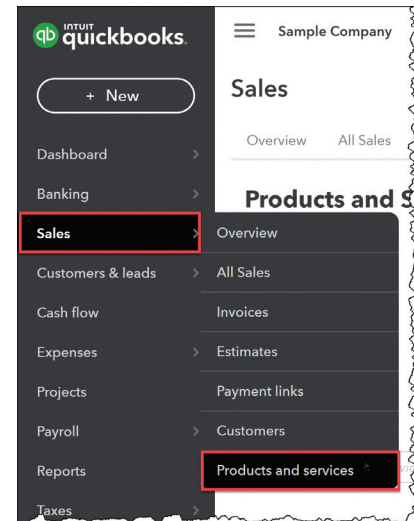 INTUIT
quickbooks.
Sample Company
+ New
Sales
Overview All Sales
Dashboard
Banking
Products and S
Sales
Overview
Customers & leads
All Sales
Cash flow
Invoices
Expenses
Estimates
Projects
Payment links
Payroll
Customers
Reports
Products and services
Taxes